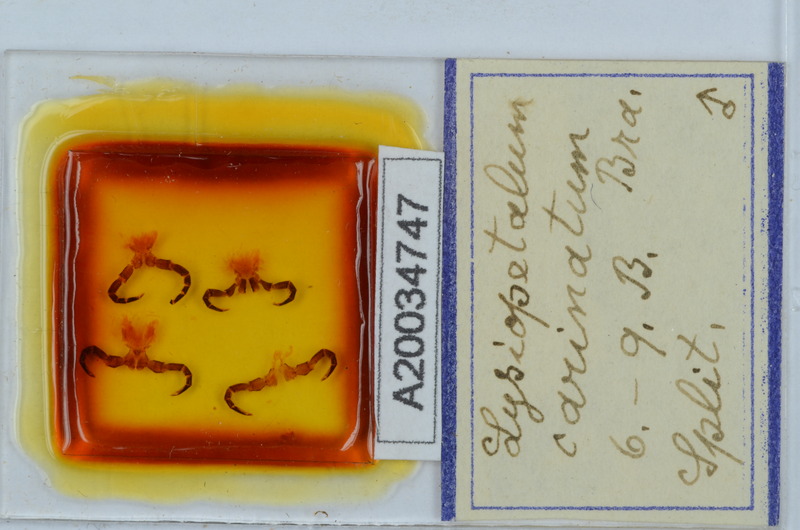 A20034747
Lysiopetalum
carinatum
6.-9. B. Bra.
Split. ♂